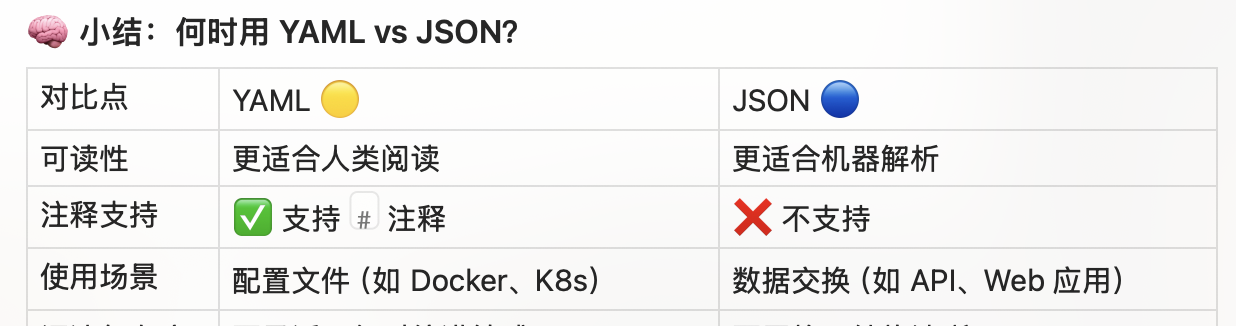 🧠 小结：何时用 YAML vs JSON?
对比点 YAML 🟡 JSON 🔵
可读性 更适合人类阅读 更适合机器解析
注释支持 ✅ 支持 # 注释 ❌ 不支持
使用场景 配置文件（如 Docker、K8s） 数据交换（如 API、Web 应用）